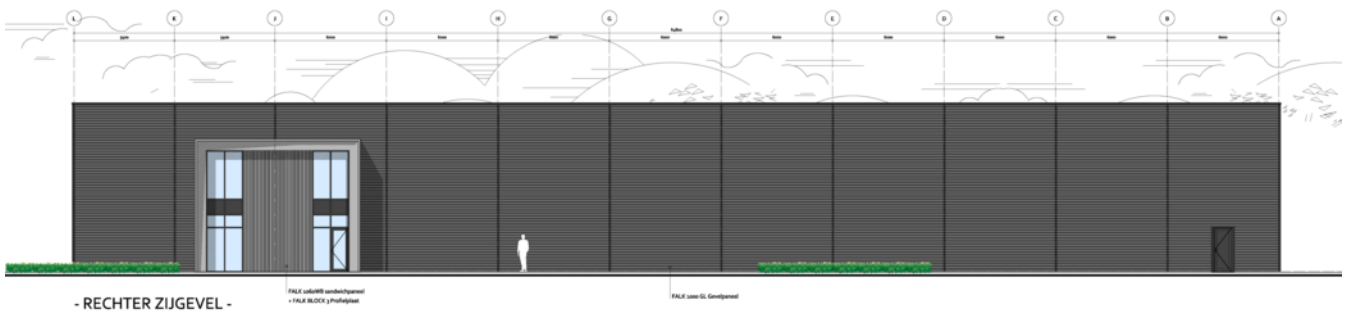 L K J I H G F E D C B A
FALK 1060WB sandwichpaneel
+ FALK BLOCK 3 Profielplaat
FALK 1000 GL Gevelpaneel
- RECHTER ZIJGEVEL -